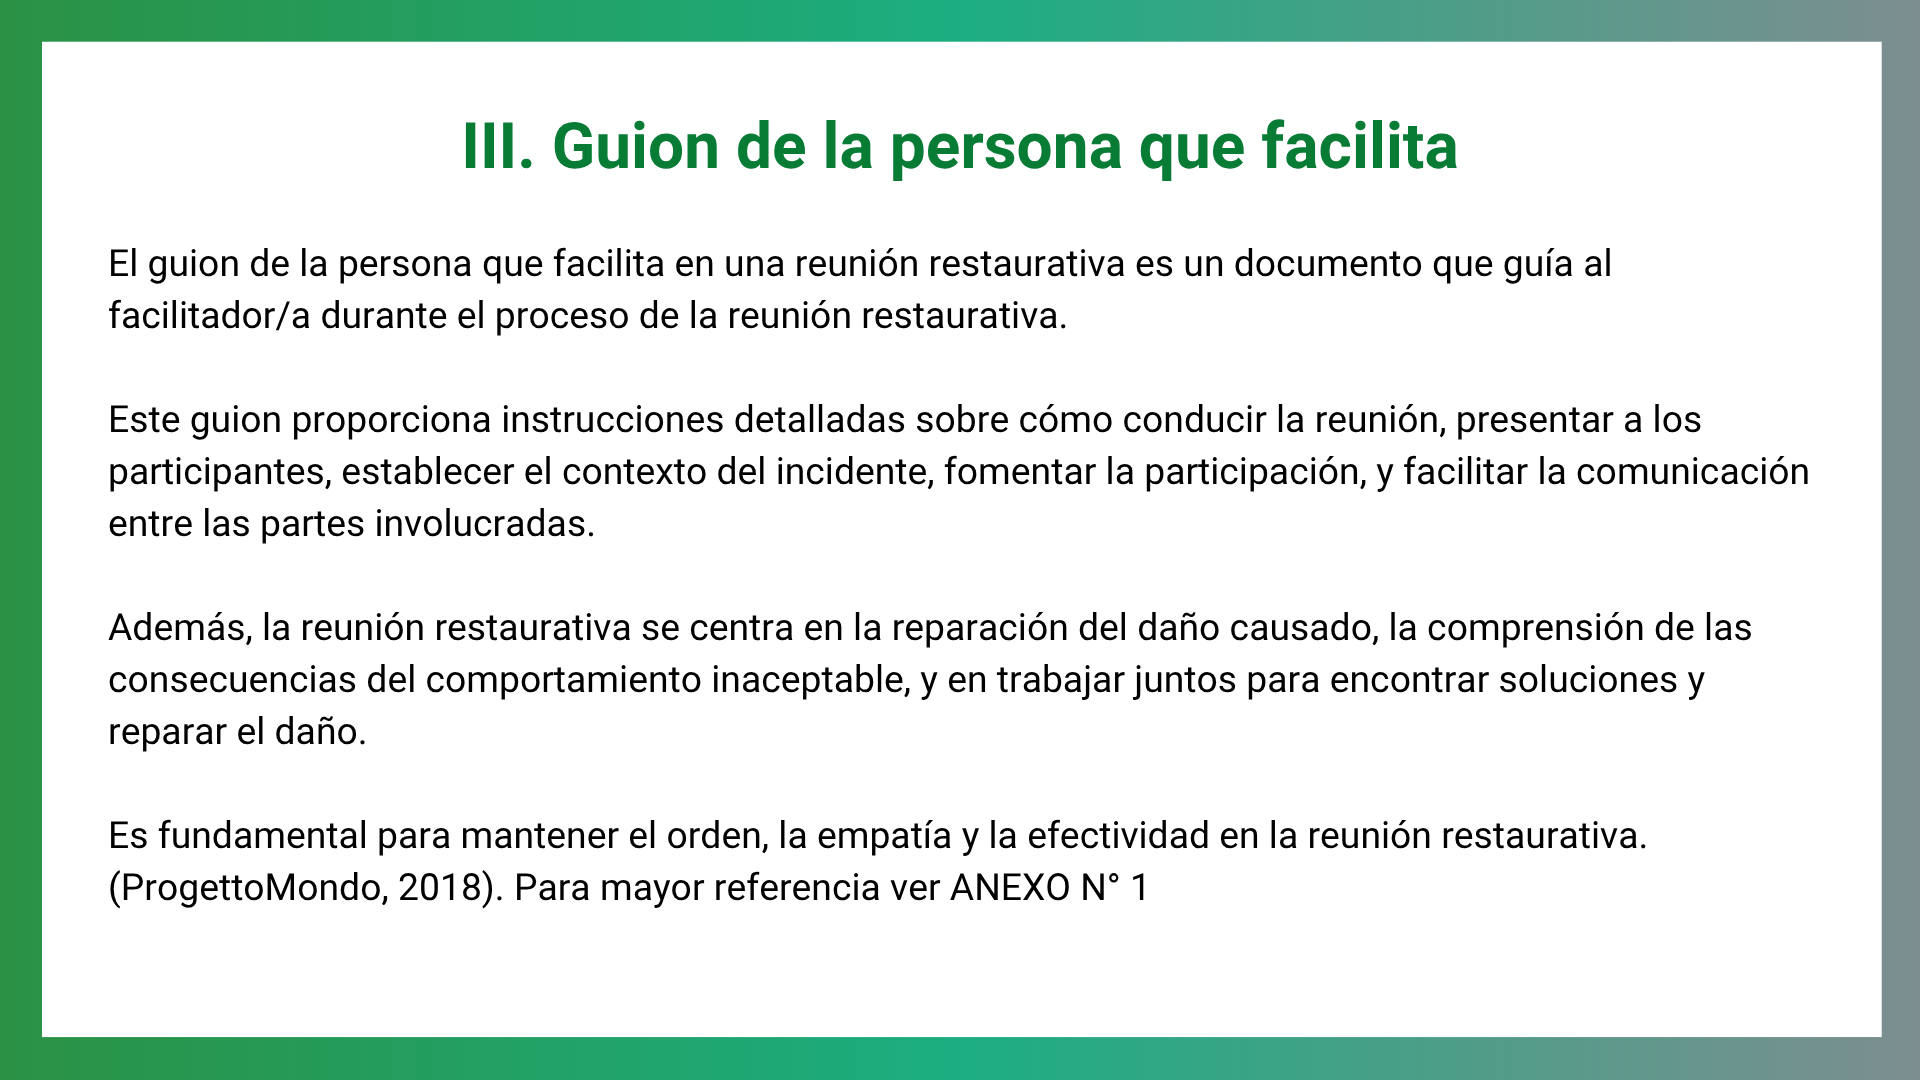 III. Guion de la persona que facilita
El guion de la persona que facilita en una reunión restaurativa es un documento que guía al
facilitador/a durante el proceso de la reunión restaurativa.
Este guion proporciona instrucciones detalladas sobre cómo conducir la reunión, presentar a los
participantes, establecer el contexto del incidente, fomentar la participación, y facilitar la comunicación
entre las partes involucradas.
Además, la reunión restaurativa se centra en la reparación del daño causado, la comprensión de las
consecuencias del comportamiento inaceptable, y en trabajar juntos para encontrar soluciones y
reparar el daño.
Es fundamental para mantener el orden, la empatía y la efectividad en la reunión restaurativa.
(ProgettoMondo, 2018). Para mayor referencia ver ANEXO N° 1